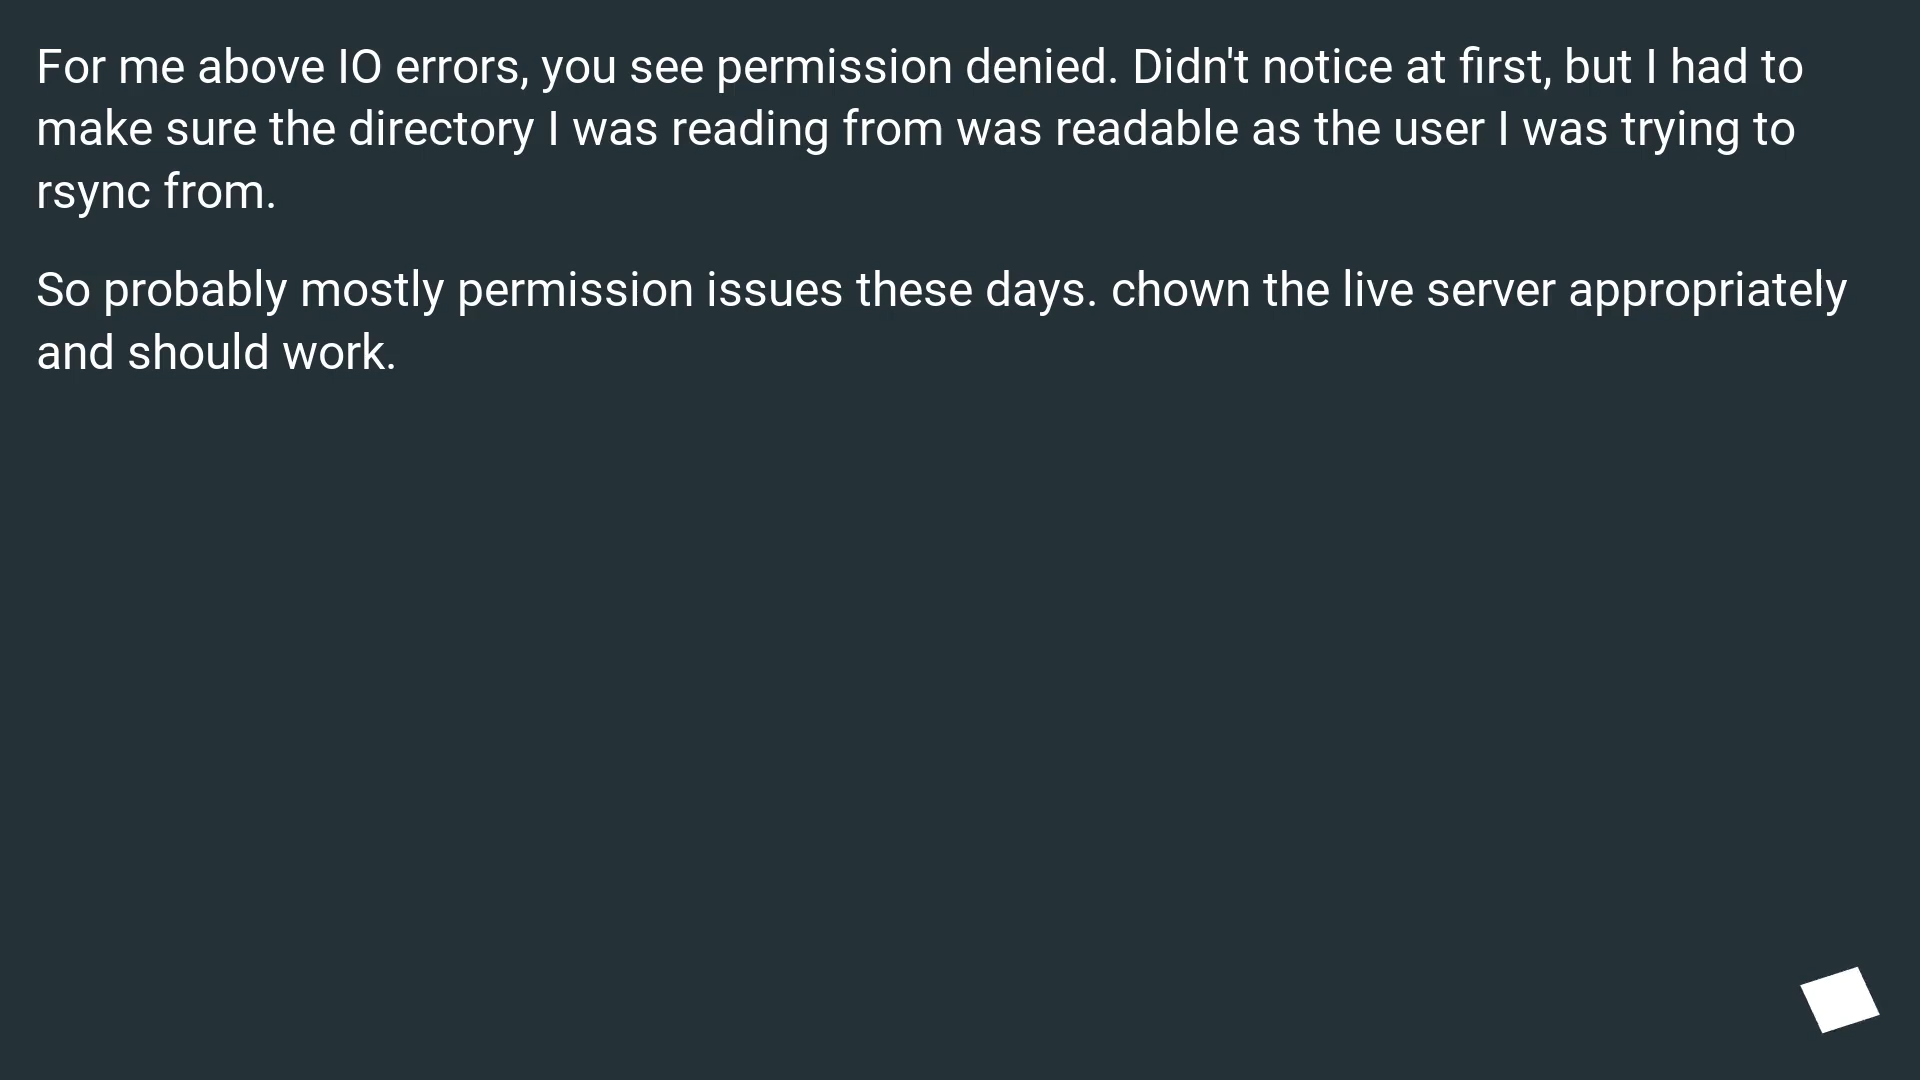 For me above IO errors, you see permission denied. Didn't notice at first, but I had to
make sure the directory I was reading from was readable as the user I was trying to
rsync from.
So probably mostly permission issues these days. chown the live server appropriately
and should work.